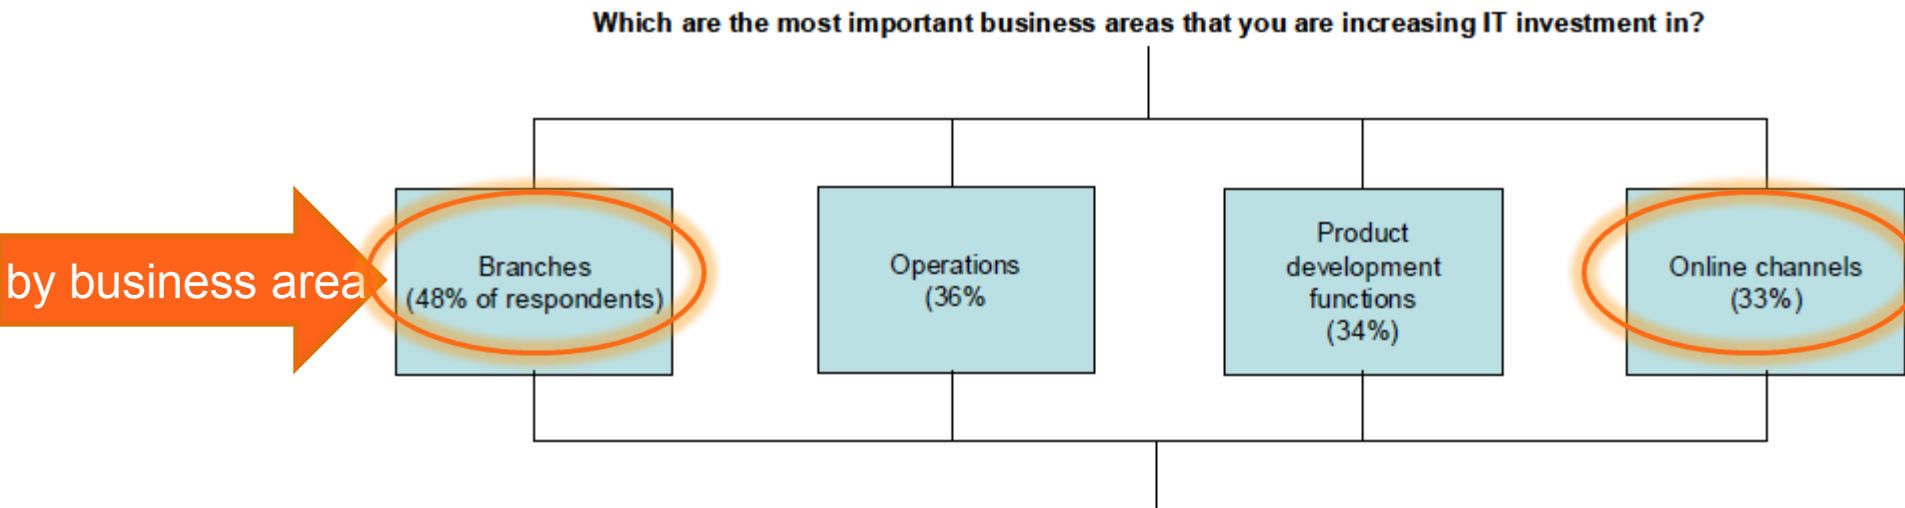 Which are the most important business areas that you are increasing IT investment in?
by business area
Branches
(48% of respondents)
Operations
(36%
Product
development
functions
(34%)
Online channels
(33%)